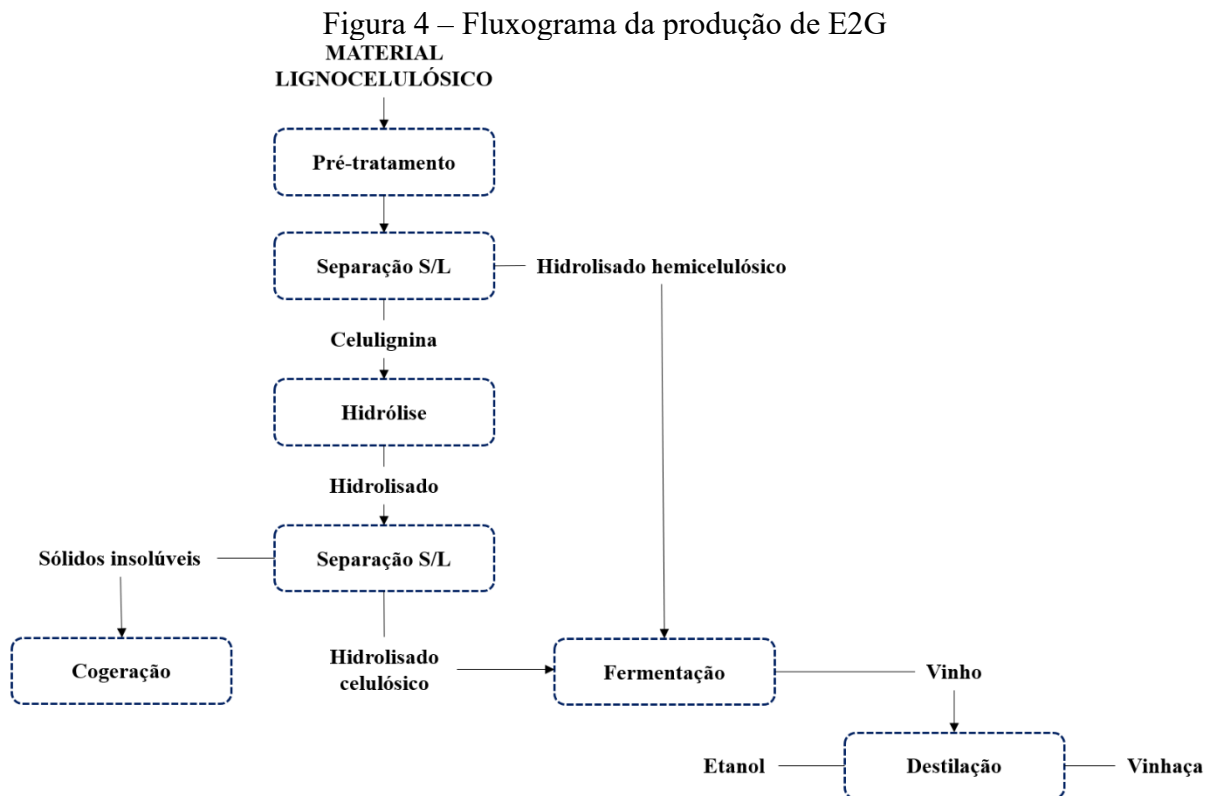 Figura 4 – Fluxograma da produção de E2G
MATERIAL
LIGNOCELULÓSICO
Pré-tratamento
Separação S/L
Hidrolisado hemicelulósico
Celulignina
Hidrólise
Hidrolisado
Sólidos insolúveis
Separação S/L
Cogeração
Hidrolisado
celulósico
Fermentação
Vinho
Etanol
Destilação
Vinhaça